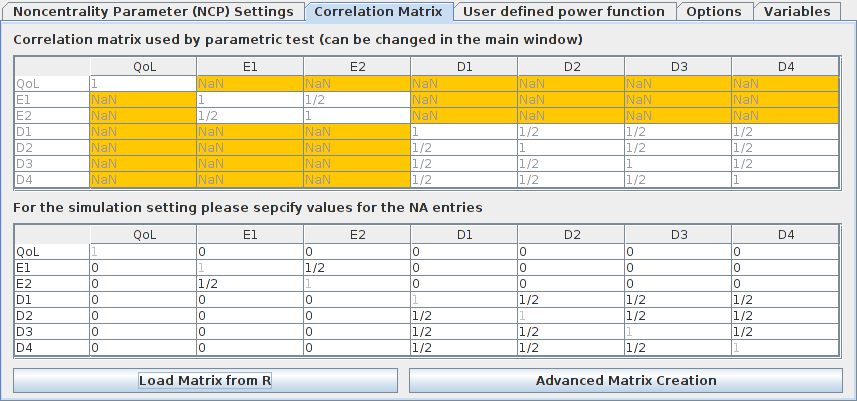 Noncentrality Parameter (NCP) Settings Correlation Matrix User defined power function Options Variables
Correlation matrix used by parametric test (can be changed in the main window)
QoL E1 E2 D1 D2 D3 D4
QoL 1 NaN NaN NaN NaN NaN NaN
E1 NaN 1 1/2 NaN NaN NaN NaN
E2 NaN 1/2 1 NaN NaN NaN NaN
D1 NaN NaN NaN 1 1/2 1/2 1/2
D2 NaN NaN NaN 1/2 1 1/2 1/2
D3 NaN NaN NaN 1/2 1/2 1 1/2
D4 NaN NaN NaN 1/2 1/2 1/2 1
For the simulation setting please sepcify values for the NA entries
QoL E1 E2 D1 D2 D3 D4
QoL 1 0 0 0 0 0 0
E1 0 1 1/2 0 0 0 0
E2 0 1/2 1 0 0 0 0
D1 0 0 0 1 1/2 1/2 1/2
D2 0 0 0 1/2 1 1/2 1/2
D3 0 0 0 1/2 1/2 1 1/2
D4 0 0 0 1/2 1/2 1/2 1
Load Matrix from R Advanced Matrix Creation